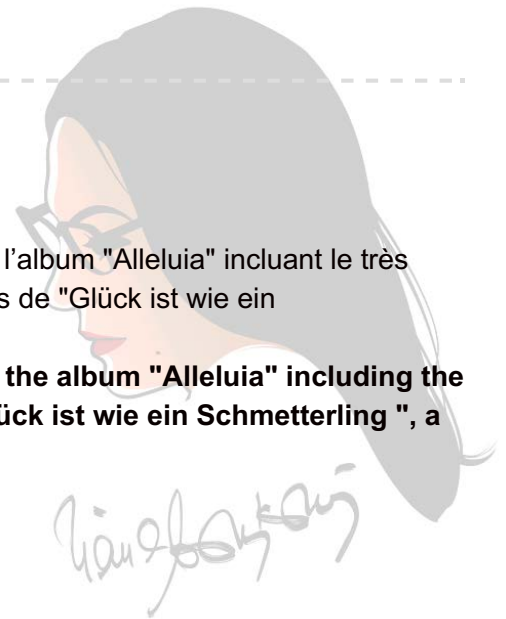 l’album "Alleluia" incluant le très
s de "Glück ist wie ein
the album "Alleluia" including the
ück ist wie ein Schmetterling ", a